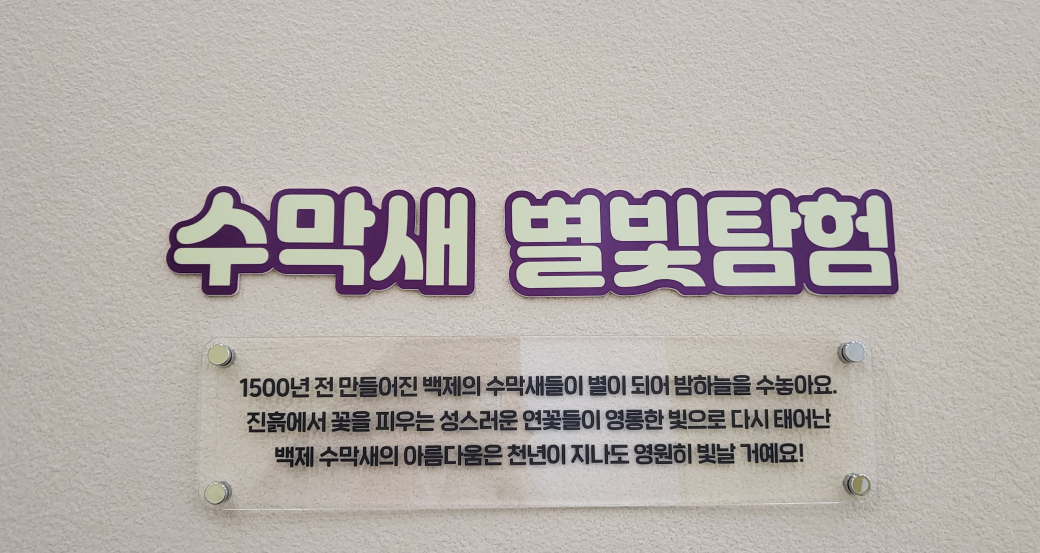 수막새 별빛탐험
1500년 전 만들어진 백제의 수막새들이 별이 되어 밤하늘을 수놓아요.
진흙에서 꽃을 피우는 성스러운 연꽃들이 영롱한 빛으로 다시 태어난
백제 수막새의 아름다움은 천년이 지나도 영원히 빛날 거예요!